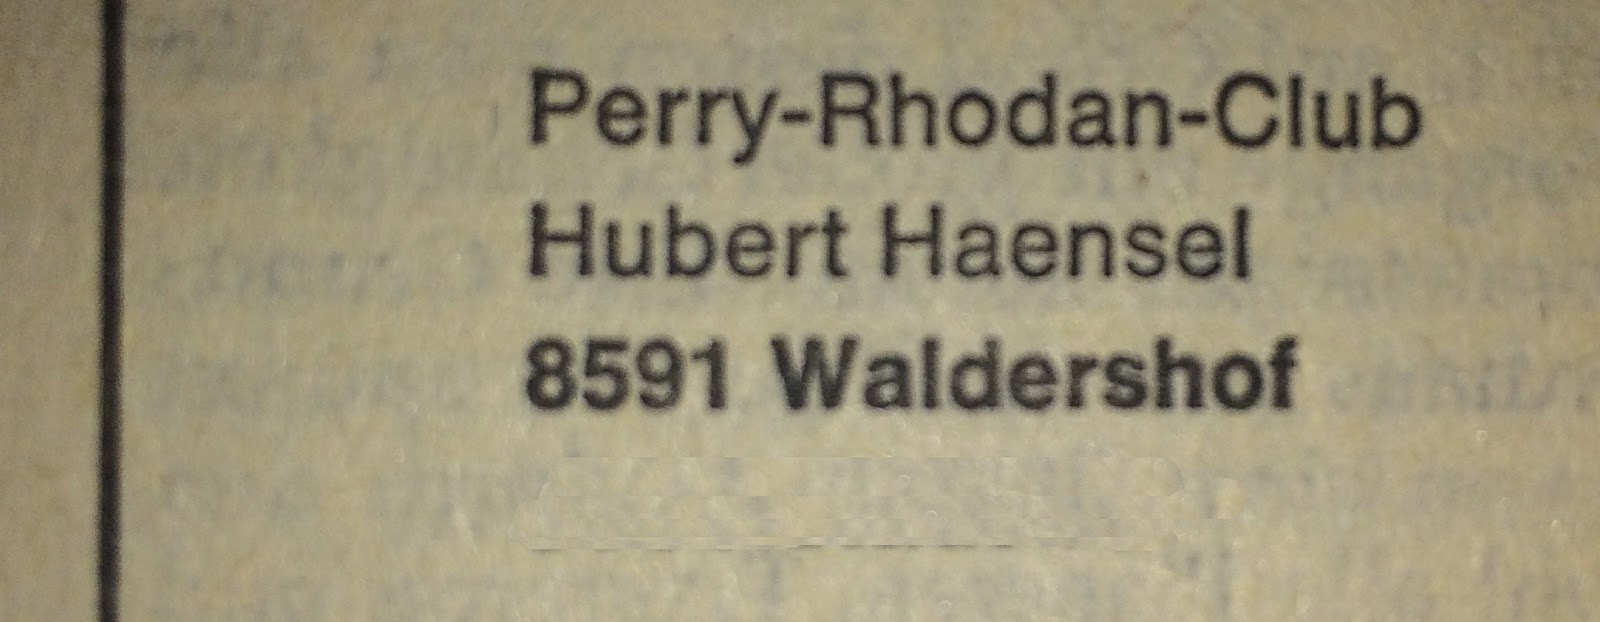 Perry-Rhodan-Club
Hubert Haensel
8591 Waldershof